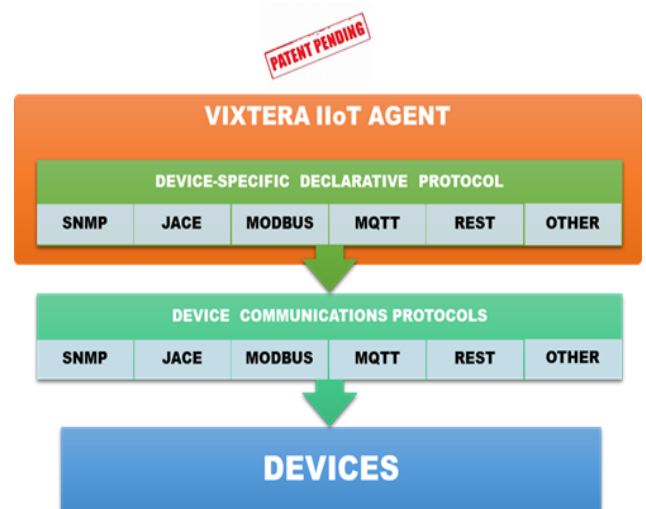 PATENT PENDING
VIXTERA IIoT AGENT
DEVICE-SPECIFIC DECLARATIVE PROTOCOL
SNMP JACE MODBUS MQTT REST OTHER
DEVICE COMMUNICATIONS PROTOCOLS
SNMP JACE MODBUS MQTT REST OTHER
DEVICES